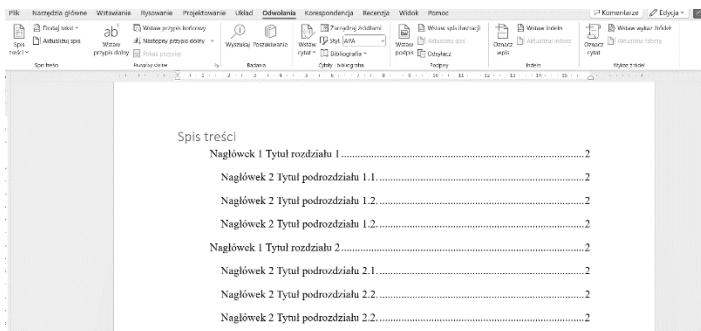 Plik Narzędzia główne Wstawianie Rysowanie Projektowanie Układ Odwołania Korespondencja Recenzja Widok Pomoc Komentarze Edycja
Spis treści
Dodaj tekst
Aktualizuj spis
Spis treści
ab
Wstaw przypis dolny
Wstaw przypis końcowy
Następny przypis dolny
Pokaż przypisy
Przypisy dolne
Wyszukaj Poszukiwanie
Badania
Wstaw cytat
Zarządzaj źródłami
Styl: APA
Bibliografia
Cytaty i bibliografia
Wstaw podpis
Wstaw spis ilustracji
Aktualizuj spis
Odsyłacz
Podpisy
Oznacz wpis
Wstaw indeks
Aktualizuj indeks
Indeks
Oznacz cytat
Wstaw wykaz źródeł
Wykaz źródeł
Spis treści
Nagłówek 1 Tytuł rozdziału 1 2
Nagłówek 2 Tytuł podrozdziału 1.1. 2
Nagłówek 2 Tytuł podrozdziału 1.2. 2
Nagłówek 2 Tytuł podrozdziału 1.2. 2
Nagłówek 1 Tytuł rozdziału 2 2
Nagłówek 2 Tytuł podrozdziału 2.1. 2
Nagłówek 2 Tytuł podrozdziału 2.2. 2
Nagłówek 2 Tytuł podrozdziału 2.2. 2